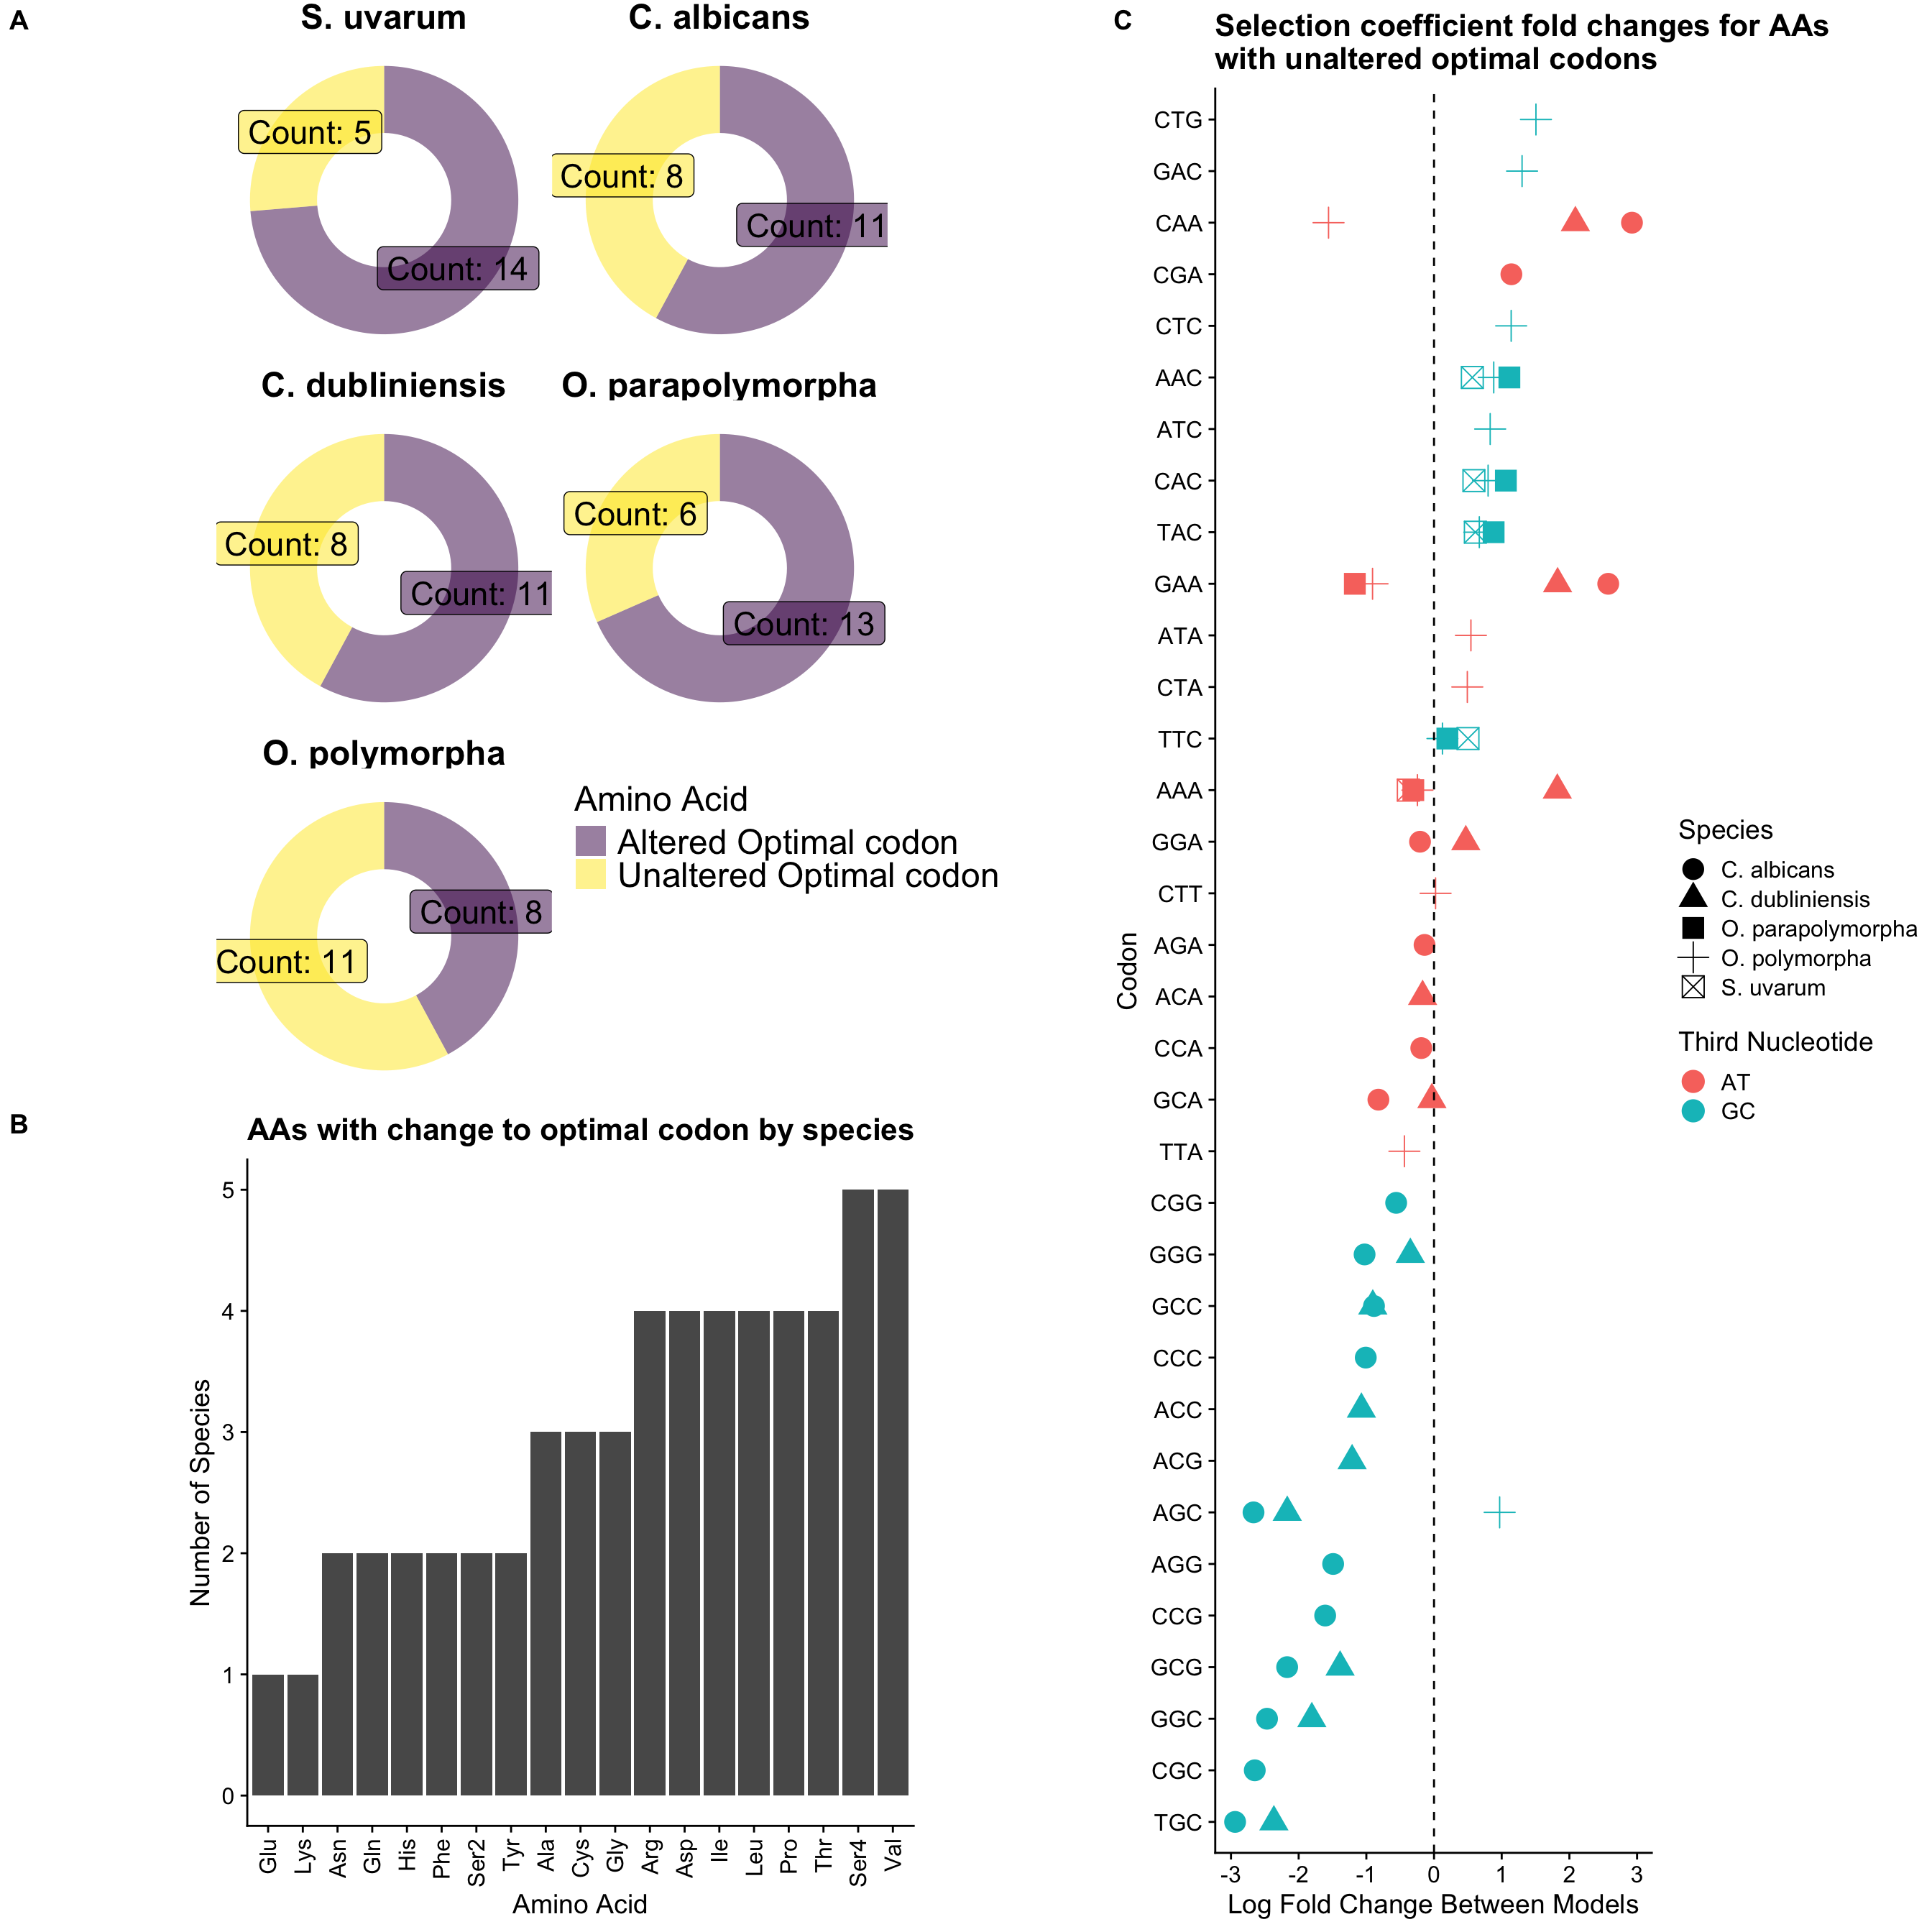 A
S. uvarum
C. albicans
Count: 5
Count: 14
Count: 8
Count: 11
C. dubliniensis
O. parapolymorpha
Count: 8
Count: 11
Count: 6
Count: 13
O. polymorpha
Count: 8
Count: 11
Amino Acid
Altered Optimal codon
Unaltered Optimal codon
B
AAs with change to optimal codon by species
Number of Species
5
4
3
2
1
0
Glu
Lys
Asn
Gln
His
Phe
Ser2
Tyr
Ala
Cys
Gly
Arg
Asp
Ile
Leu
Pro
Thr
Ser4
Val
Amino Acid
C
Selection coefficient fold changes for AAs
with unaltered optimal codons
Codon
CTG
GAC
CAA
CGA
CTC
AAC
ATC
CAC
TAC
GAA
ATA
CTA
TTC
AAA
GGA
CTT
AGA
ACA
CCA
GCA
TTA
CGG
GGG
GCC
CCC
ACC
ACG
AGC
AGG
CCG
GCG
GGC
CGC
TGC
-3
-2
-1
0
1
2
3
Log Fold Change Between Models
Species
C. albicans
C. dubliniensis
O. parapolymorpha
O. polymorpha
S. uvarum
Third Nucleotide
AT
GC